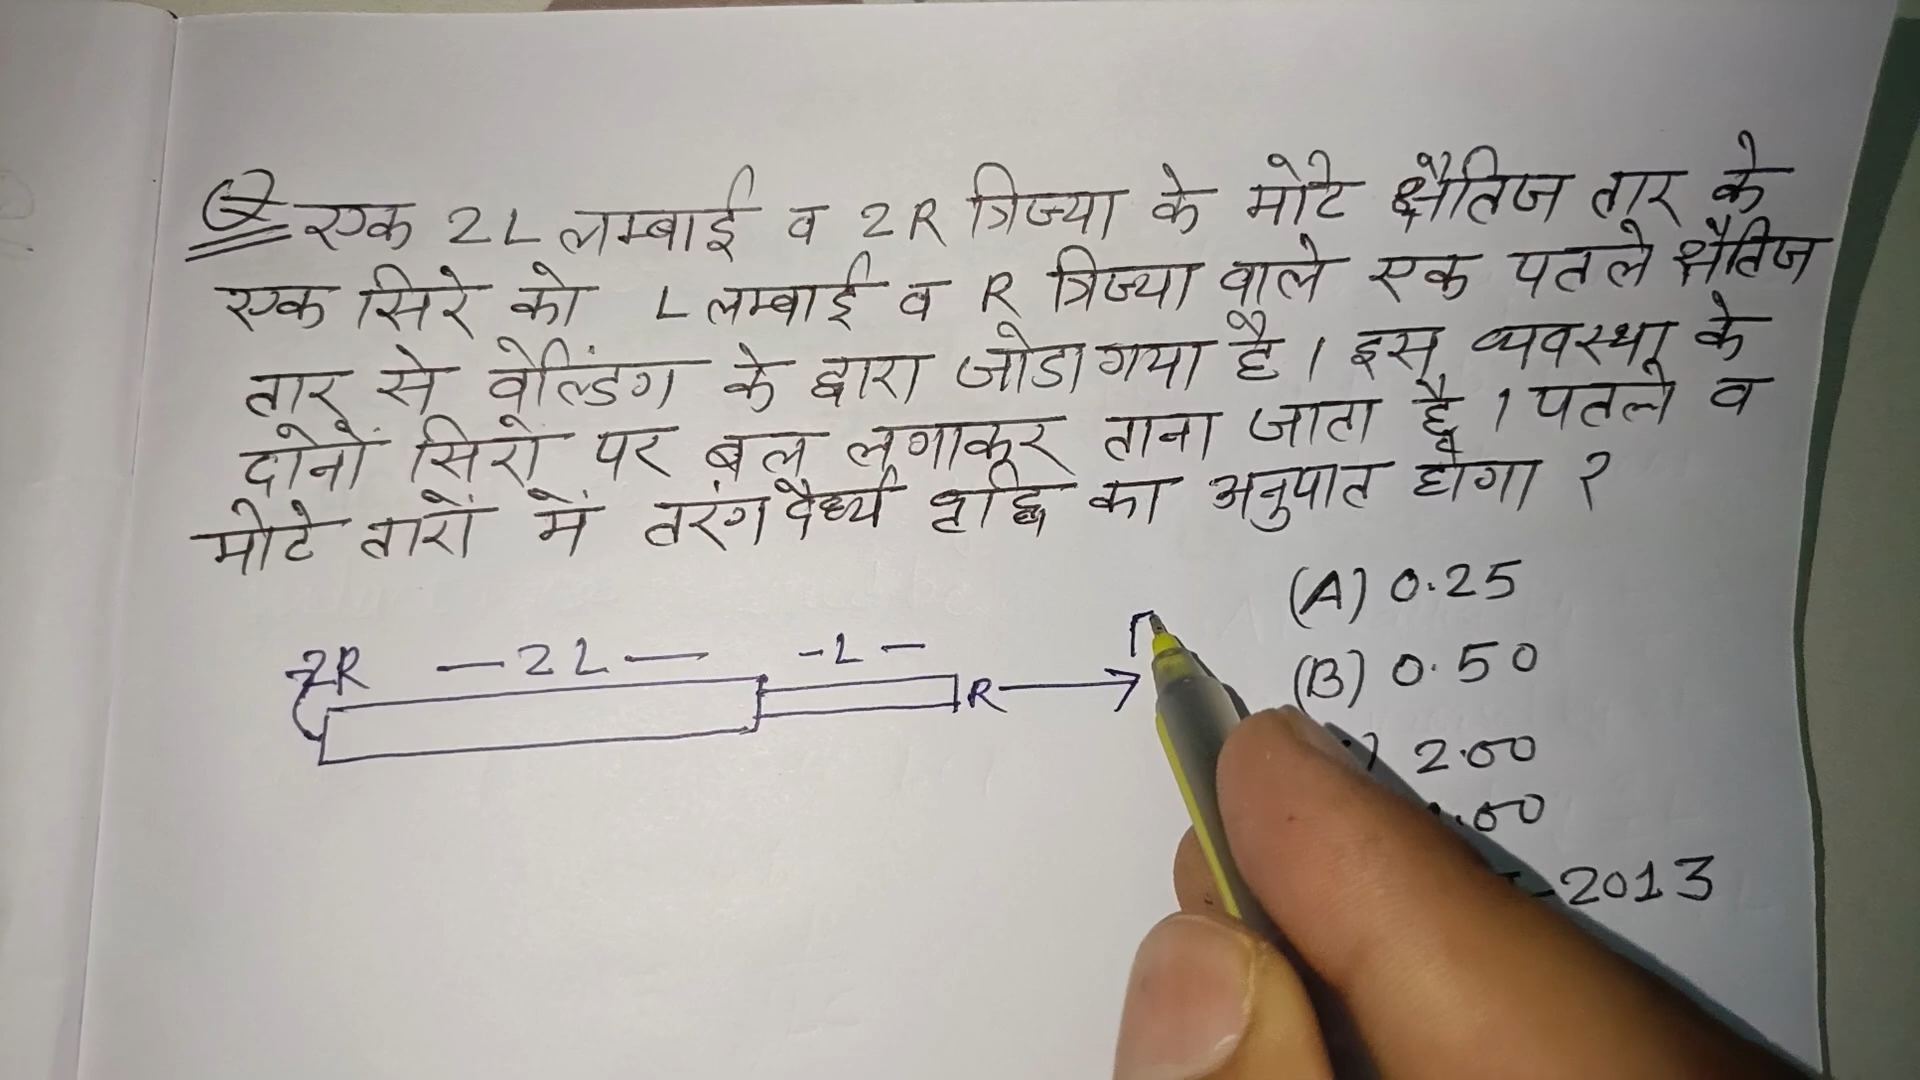 Q एक 2L लम्बाई व 2R त्रिज्या के मोटे क्षैतिज तार के
एक सिरे को L लम्बाई व R त्रिज्या वाले एक पतले क्षैतिज
तार से वेल्डिंग के द्वारा जोडा गया है। इस व्यवस्था के
दोनों सिरों पर बल लगाकर ताना जाता है। पतले व
मोटे तारों में तरंगदैर्ध्य वृद्धि का अनुपात होगा ?
(A) 0.25
(B) 0.50
2.00
.00
-2013
2R —2L— -L- R